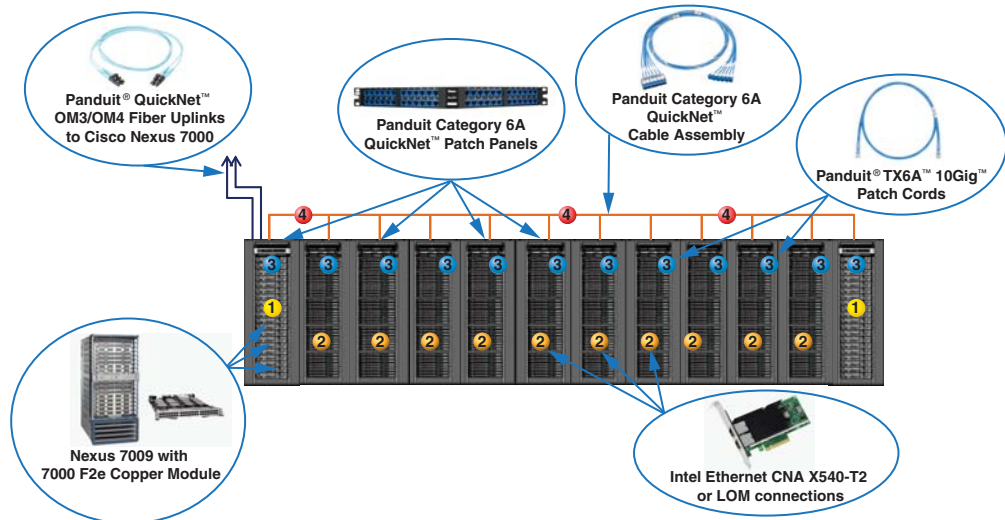 Panduit® QuickNet™
OM3/OM4 Fiber Uplinks
to Cisco Nexus 7000
Panduit Category 6A
QuickNet™ Patch Panels
Panduit Category 6A
QuickNet™
Cable Assembly
Panduit® TX6A™ 10Gig™
Patch Cords
4 4 4
3 3 3 3 3 3 3 3 3 3 3 3
1 1
2 2 2 2 2 2 2 2 2 2
Nexus 7009 with
7000 F2e Copper Module
Intel Ethernet CNA X540-T2
or LOM connections